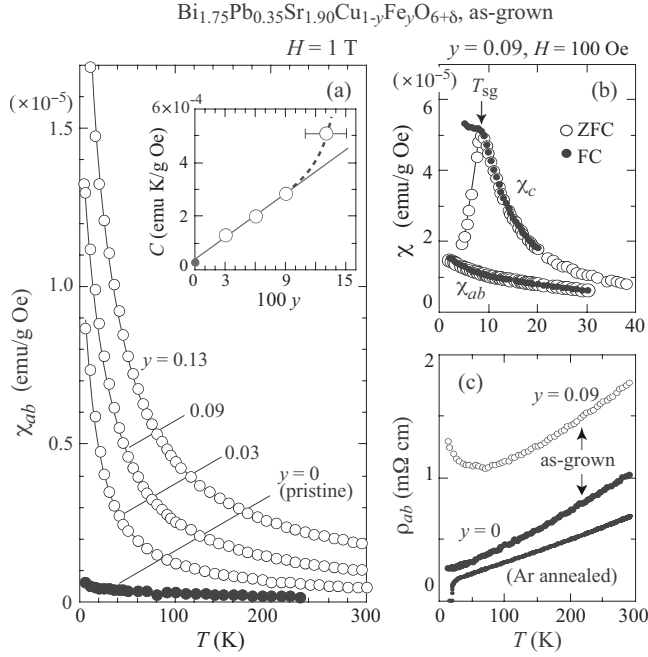 Bi1.75Pb0.35Sr1.90Cu1-yFeyO6+δ, as-grown
H = 1 T
(×10⁻⁵)
(a)
1.5
1.0
0.5
0
χab (emu/g Oe)
0
100
200
300
T (K)
y = 0.13
0.09
0.03
y = 0
(pristine)
6×10⁻⁴
4
2
0
C (emu K/g Oe)
0
3
9
15
100 y
y = 0.09, H = 100 Oe
(×10⁻⁵)
Tsg
(b)
ZFC
FC
χc
χab
6
4
2
0
χ (emu/g Oe)
0
10
20
30
40
2
(c)
y = 0.09
as-grown
y = 0
(Ar annealed)
1
0
ρab (mΩ cm)
0
100
200
300
T (K)